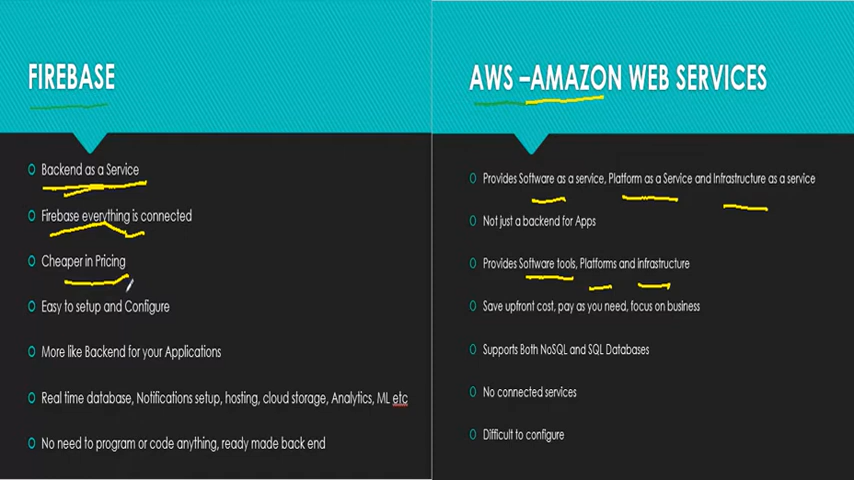 FIREBASE
Backend as a Service
Firebase everything is connected
Cheaper in Pricing
Easy to setup and Configure
More like Backend for your Applications
Real time database, Notifications setup, hosting, cloud storage, Analytics, ML etc
No need to program or code anything, ready made back end
AWS –AMAZON WEB SERVICES
Provides Software as a service, Platform as a Service and Infrastructure as a service
Not just a backend for Apps
Provides Software tools, Platforms and infrastructure
Save upfront cost, pay as you need, focus on business
Supports Both NoSQL and SQL Databases
No connected services
Difficult to configure